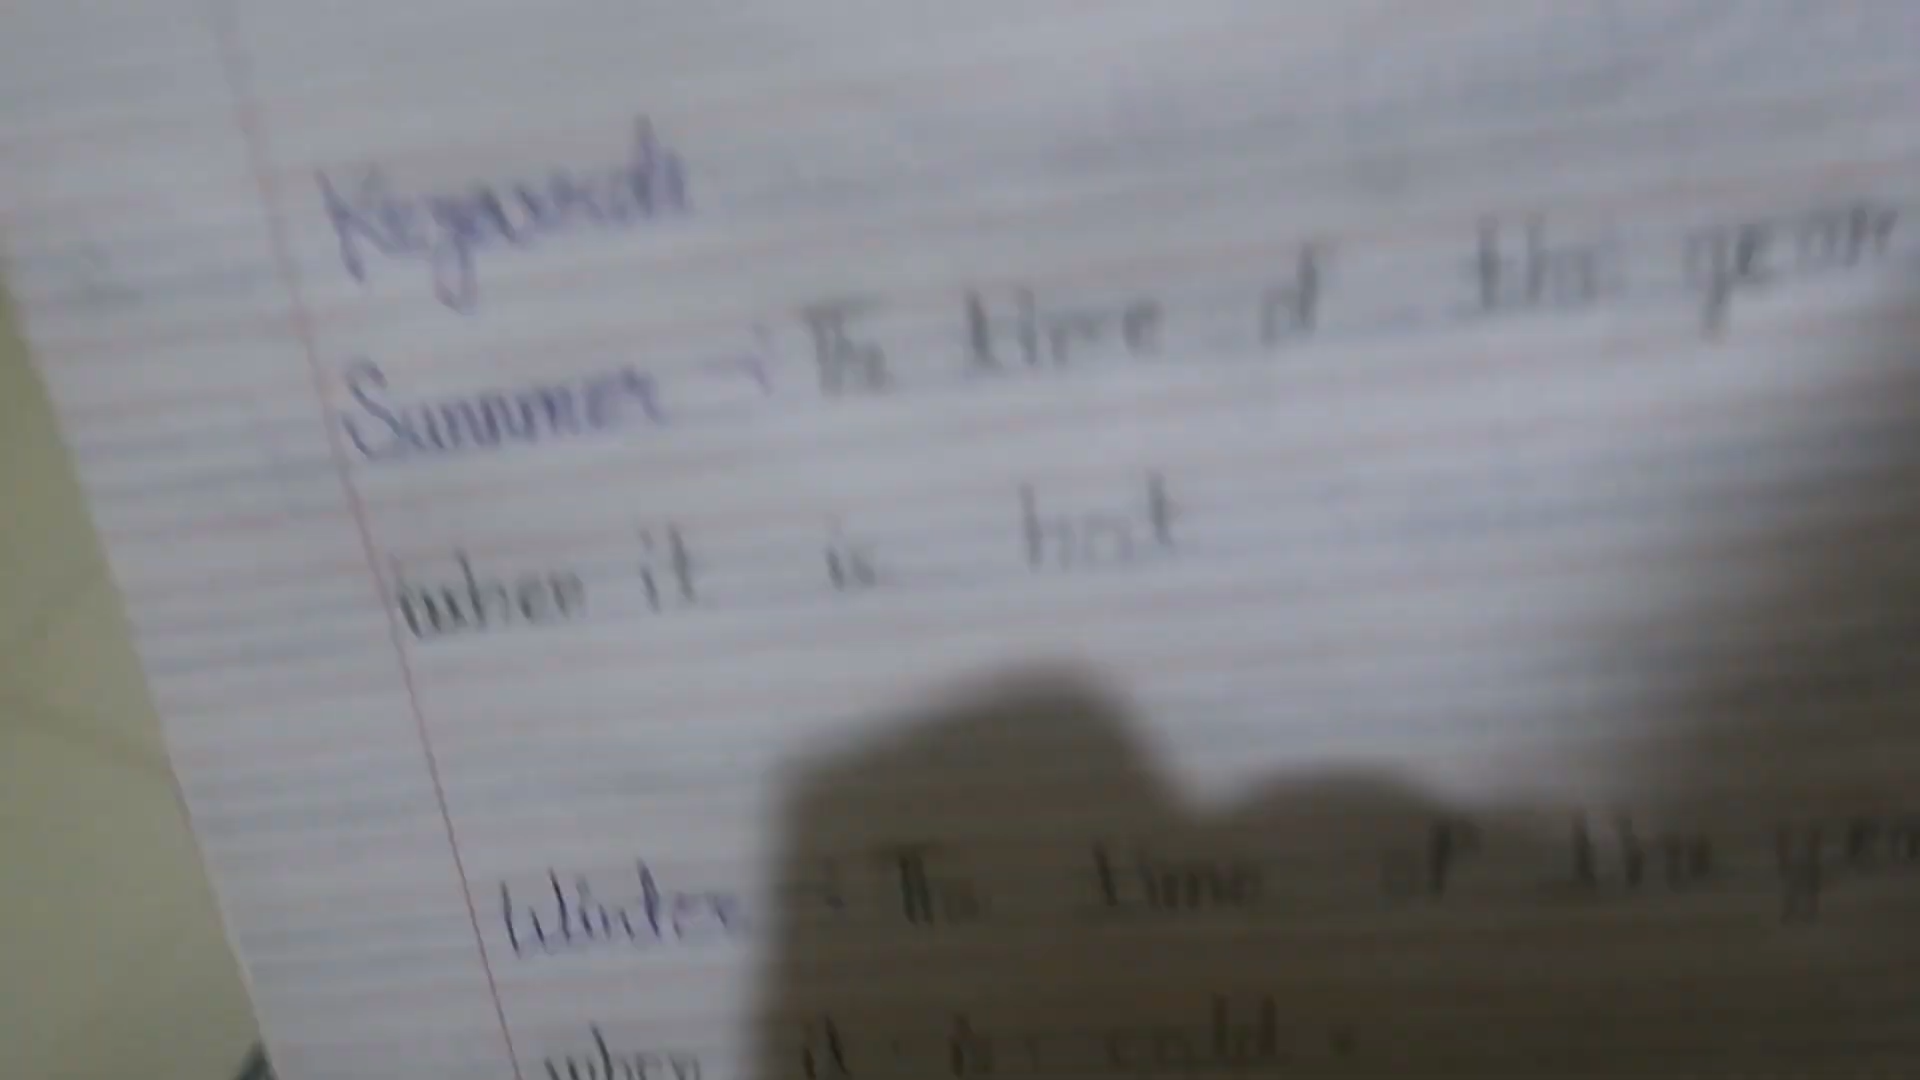 Keywords
Summer :- The time of the year
when it is hot
Winter :- The time of the year
when it is cold.